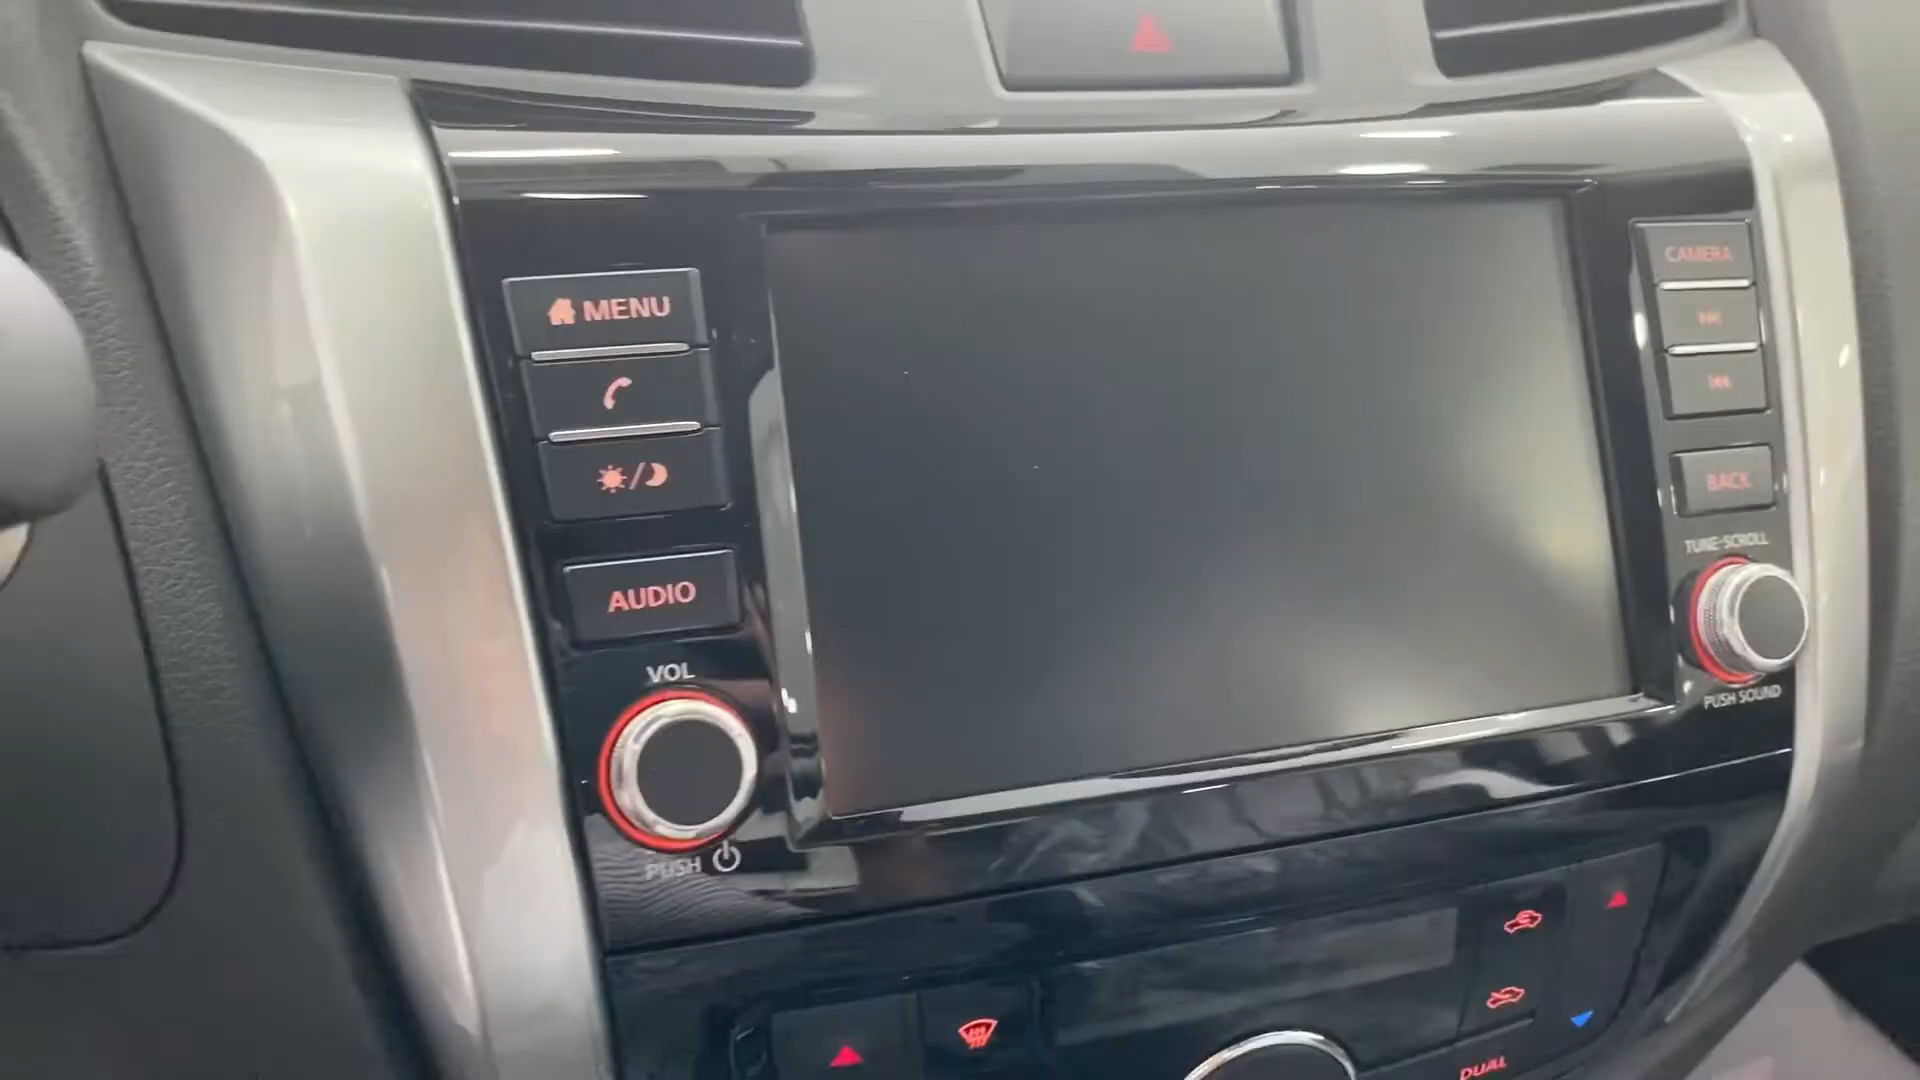 MENU
AUDIO
VOL
PUSH
CAMERA
BACK
TUNE-SCROLL
PUSH SOUND
DUAL